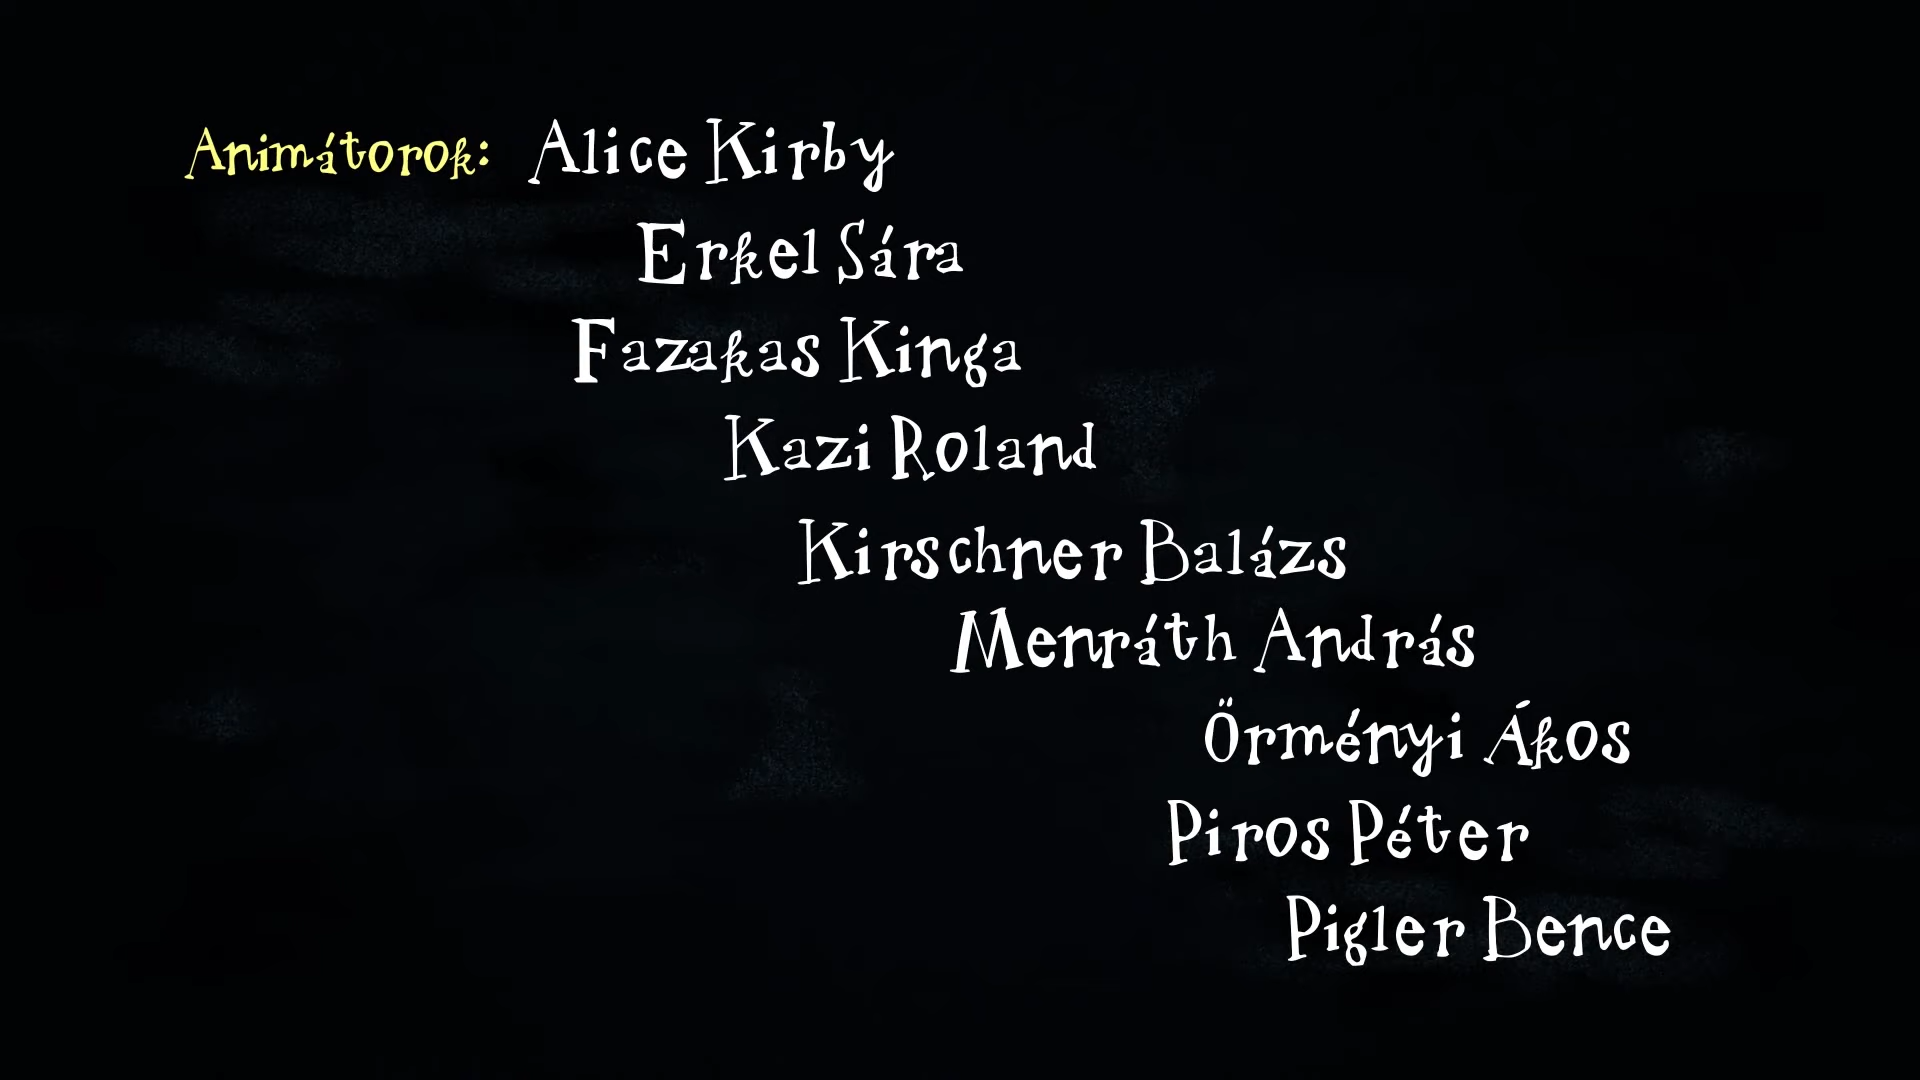 Animátorok: Alice Kirby
Erkel Sára
Fazakas Kinga
Kazi Roland
Kirschner Balázs
Menráth András
Örményi Ákos
Piros Péter
Pigler Bence